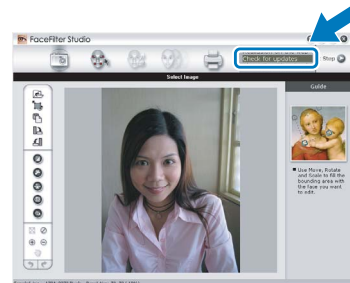 FaceFilter Studio
Check for updates
Stop
Select Image
Guide
Use Move, Rotate
and Scale to fill the
bounding area with
the face you want
to edit.